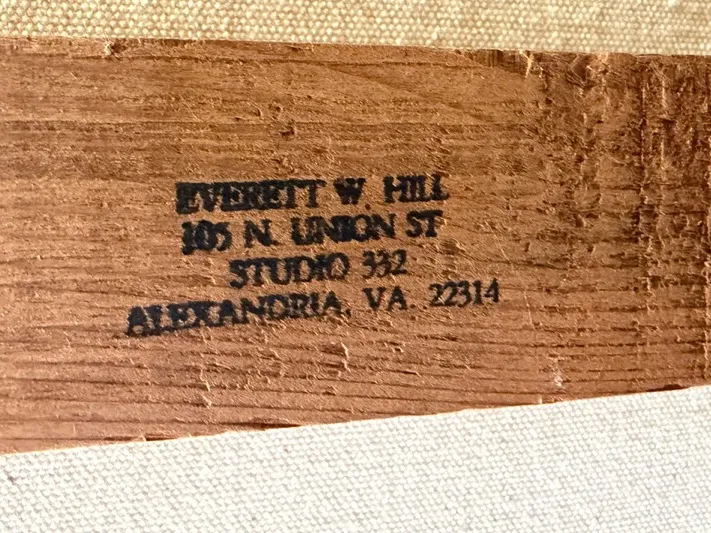 EVERETT W. HILL
105 N. UNION ST
STUDIO 332
ALEXANDRIA, VA. 22314